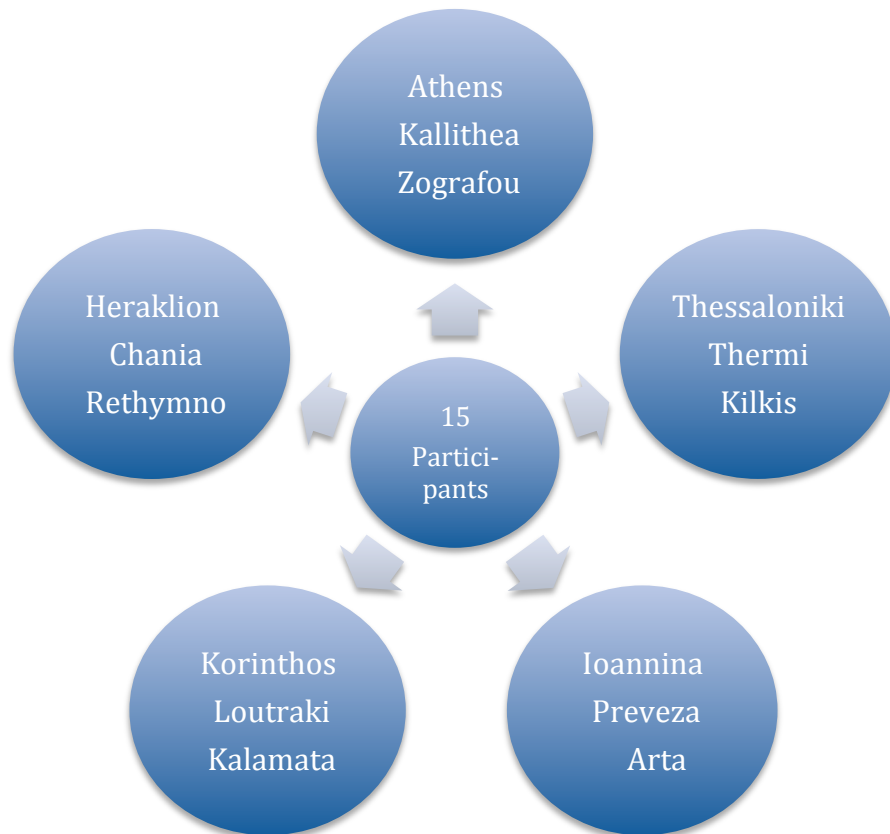 Athens
Kallithea
Zografou
Heraklion
Chania
Rethymno
Thessaloniki
Thermi
Kilkis
15
Partici-
pants
Korinthos
Loutraki
Kalamata
Ioannina
Preveza
Arta